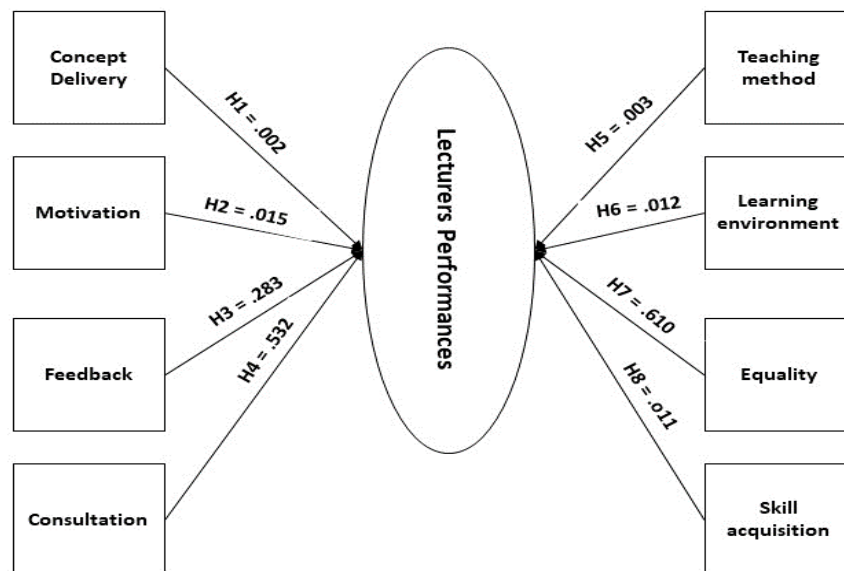 Concept
Delivery
H1 = .002
Motivation
H2 = .015
Feedback
H3 = .283
Consultation
H4 = .532
Lecturers Performances
Teaching
method
H5 = .003
Learning
environment
H6 = .012
Equality
H7 = .610
Skill
acquisition
H8 = .011